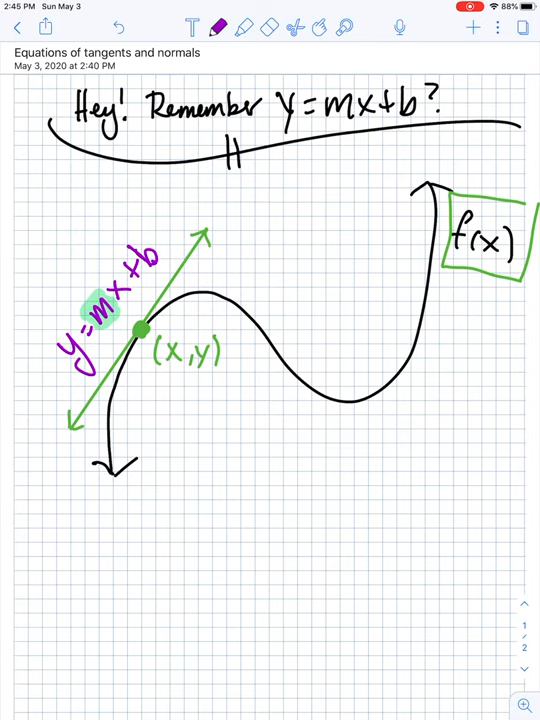 2:45 PM Sun May 3
88%
Equations of tangents and normals
May 3, 2020 at 2:40 PM
Hey! Remember y=mx+b?
f(x)
y=mx+b
(x,y)
1
/
2